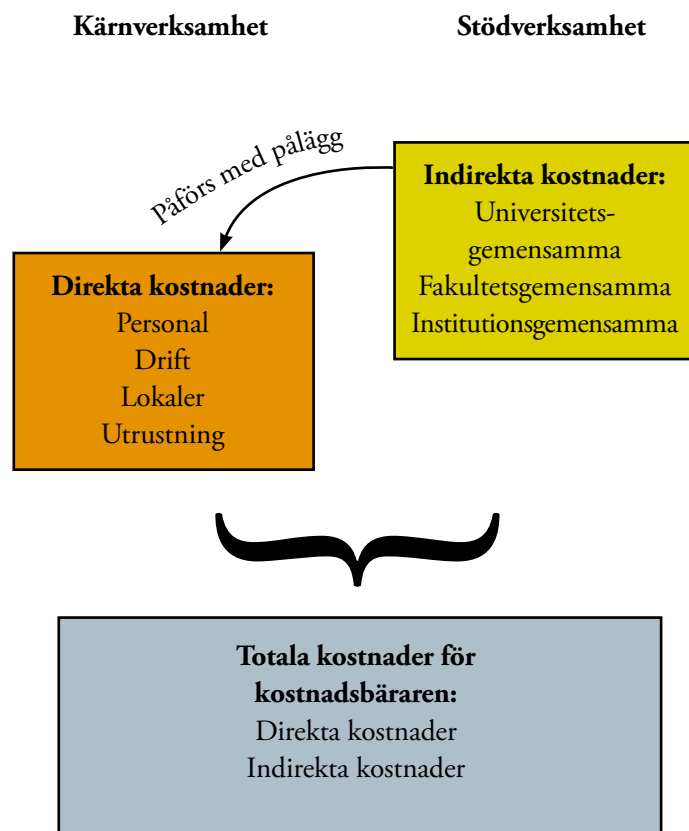 Kärnverksamhet
Stödverksamhet
Påförs med pålägg
Indirekta kostnader:
Universitets-
gemensamma
Fakultetsgemensamma
Institutionsgemensamma
Direkta kostnader:
Personal
Drift
Lokaler
Utrustning
Totala kostnader för
kostnadsbäraren:
Direkta kostnader
Indirekta kostnader